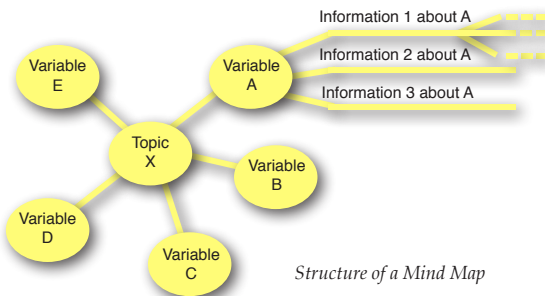 Information 1 about A
Information 2 about A
Information 3 about A
Variable
E
Variable
A
Topic
X
Variable
B
Variable
D
Variable
C
Structure of a Mind Map